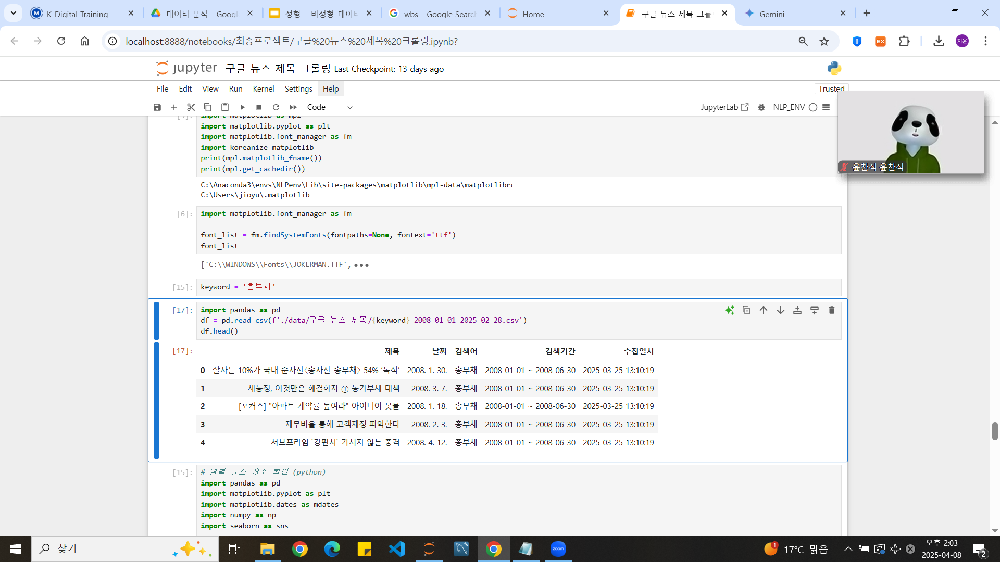 K-Digital Training
데이터 분석 - Googl
정형___비정형_데이터
wbs - Google Search
Home
구글 뉴스 제목 크롤
Gemini
localhost:8888/notebooks/최종프로젝트/구글%20뉴스%20제목%20크롤링.ipynb?
EX
지윤
jupyter 구글 뉴스 제목 크롤링 Last Checkpoint: 13 days ago
File Edit View Run Kernel Settings Help
Trusted
Code
JupyterLab
NLP_ENV
윤찬석 윤찬석
import matplotlib as mpl
import matplotlib.pyplot as plt
import matplotlib.font_manager as fm
import koreanize_matplotlib
print(mpl.matplotlib_fname())
print(mpl.get_cachedir())
C:\Anaconda3\envs\NLPenv\Lib\site-packages\matplotlib\mpl-data\matplotlibrc
C:\Users\jioyu\.matplotlib
[6]: import matplotlib.font_manager as fm
font_list = fm.findSystemFonts(fontpaths=None, fontext='ttf')
font_list
['C:\\WINDOWS\\Fonts\\JOKERMAN.TTF', •••
[15]: keyword = '총부채'
[17]: import pandas as pd
df = pd.read_csv(f'./data/구글 뉴스 제목/{keyword}_2008-01-01_2025-02-28.csv')
df.head()
[17]: 제목 날짜 검색어 검색기간 수집일시
0 잘사는 10%가 국내 순자산<총자산-총부채> 54% ‘독식’ 2008. 1. 30. 총부채 2008-01-01 ~ 2008-06-30 2025-03-25 13:10:19
1 새농정, 이것만은 해결하자 ① 농가부채 대책 2008. 3. 7. 총부채 2008-01-01 ~ 2008-06-30 2025-03-25 13:10:19
2 [포커스] "아파트 계약률 높여라" 아이디어 봇물 2008. 1. 18. 총부채 2008-01-01 ~ 2008-06-30 2025-03-25 13:10:19
3 재무비율 통해 고객재정 파악한다 2008. 2. 3. 총부채 2008-01-01 ~ 2008-06-30 2025-03-25 13:10:19
4 서브프라임 `강펀치` 가시지 않는 충격 2008. 4. 12. 총부채 2008-01-01 ~ 2008-06-30 2025-03-25 13:10:19
[15]: # 월별 뉴스 개수 확인 (python)
import pandas as pd
import matplotlib.pyplot as plt
import matplotlib.dates as mdates
import numpy as np
import seaborn as sns
찾기
zoom
1
17°C 맑음
오후 2:03
2025-04-08
2